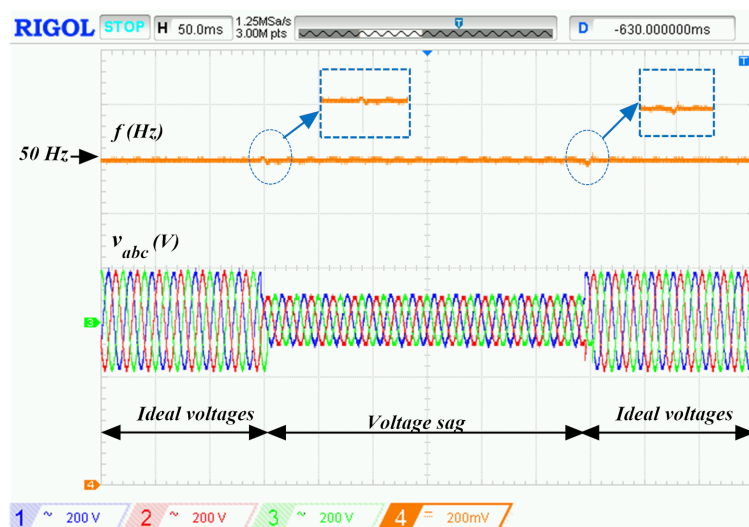 RIGOL STOP H 50.0ms 1.25MSa/s D -630.000000ms
3.00M pts
T
T
f (Hz)
50 Hz
vabc (V)
3
Ideal voltages Voltage sag Ideal voltages
4
1 ~ 200 V 2 ~ 200 V 3 ~ 200 V 4 200mV